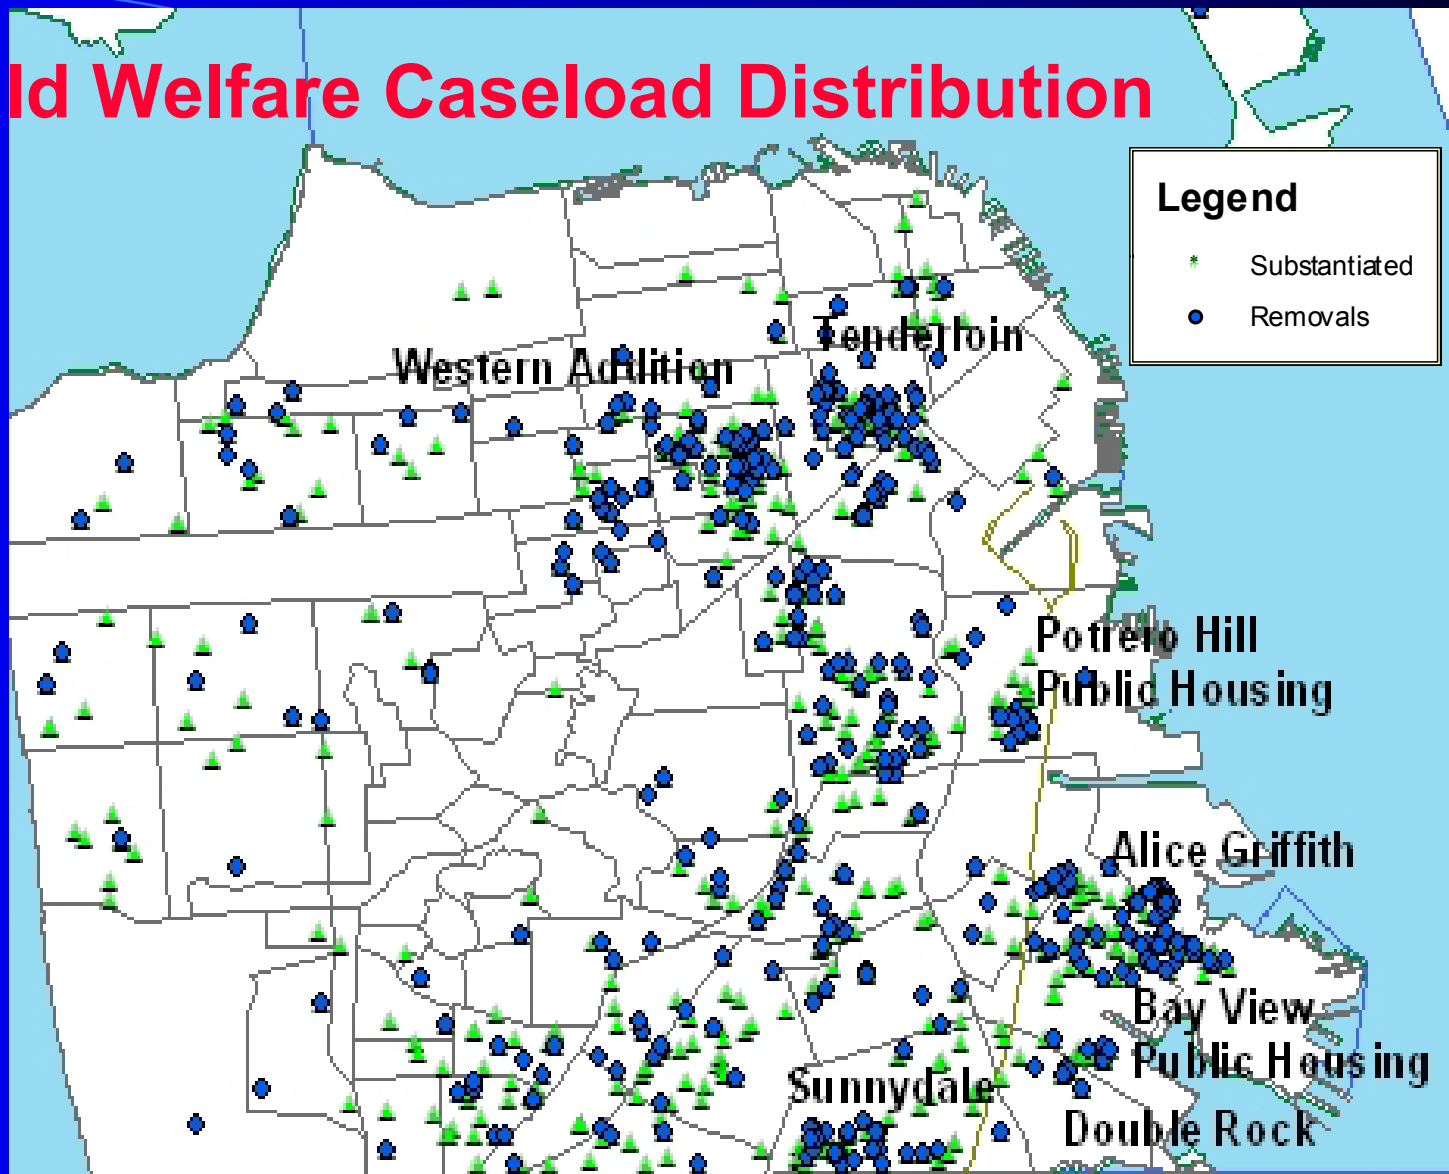 ld Welfare Caseload Distribution
Legend
Substantiated
Removals
Tenderloin
Western Addition
Potrero Hill
Public Housing
Alice Griffith
Bay View
Public Housing
Sunnydale
Double Rock